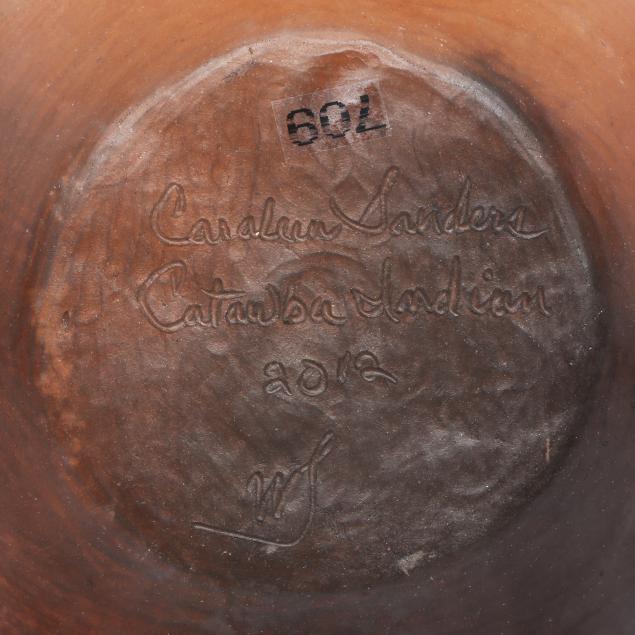 709
Caroleen Sanders
Catawba Indian
2012